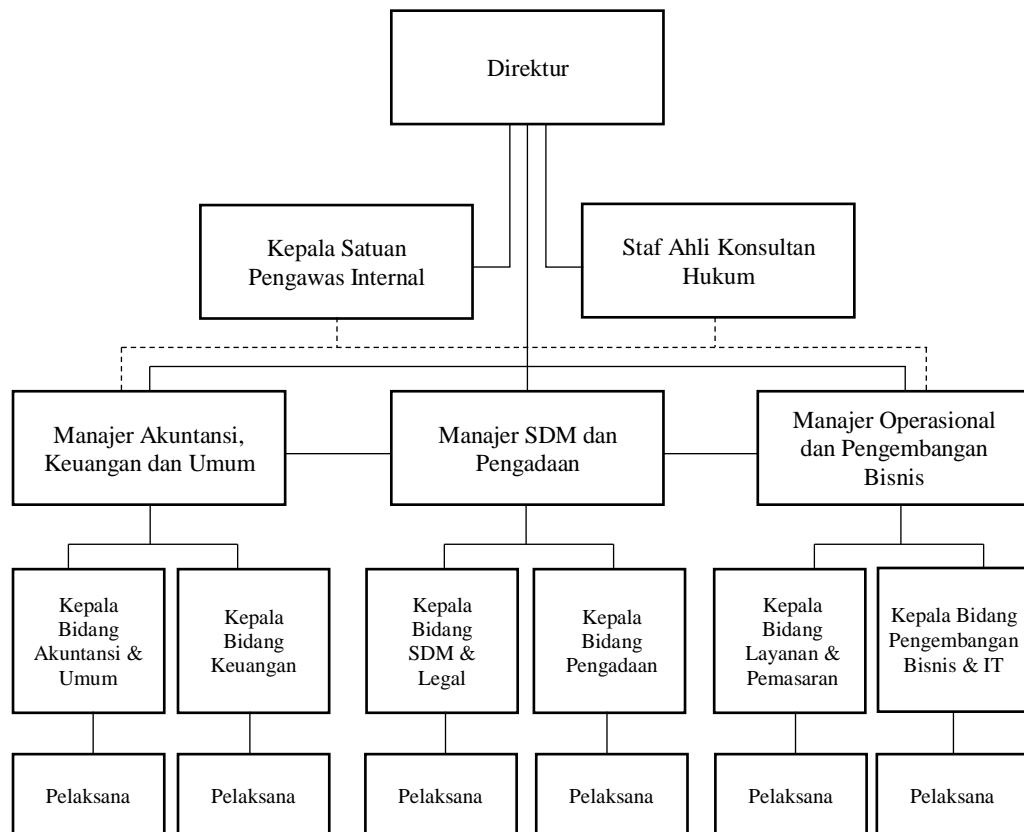 Direktur
Kepala Satuan
Pengawas Internal
Staf Ahli Konsultan
Hukum
Manajer Akuntansi,
Keuangan dan Umum
Manajer SDM dan
Pengadaan
Manajer Operasional
dan Pengembangan
Bisnis
Kepala
Bidang
Akuntansi &
Umum
Kepala
Bidang
Keuangan
Kepala
Bidang
SDM &
Legal
Kepala
Bidang
Pengadaan
Kepala
Bidang
Layanan &
Pemasaran
Kepala Bidang
Pengembangan
Bisnis & IT
Pelaksana
Pelaksana
Pelaksana
Pelaksana
Pelaksana
Pelaksana